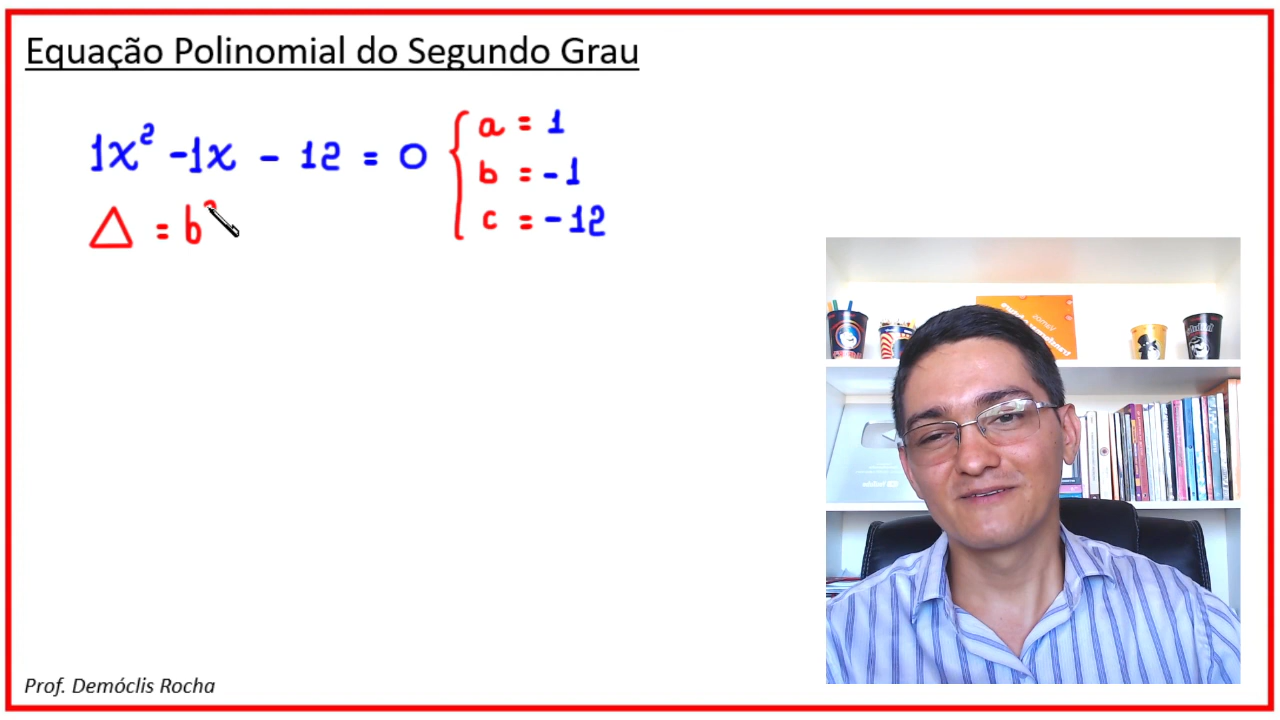 Equação Polinomial do Segundo Grau
1x² -1x - 12 = 0
a = 1
b = -1
c = -12
△ = b²
Prof. Demóclis Rocha